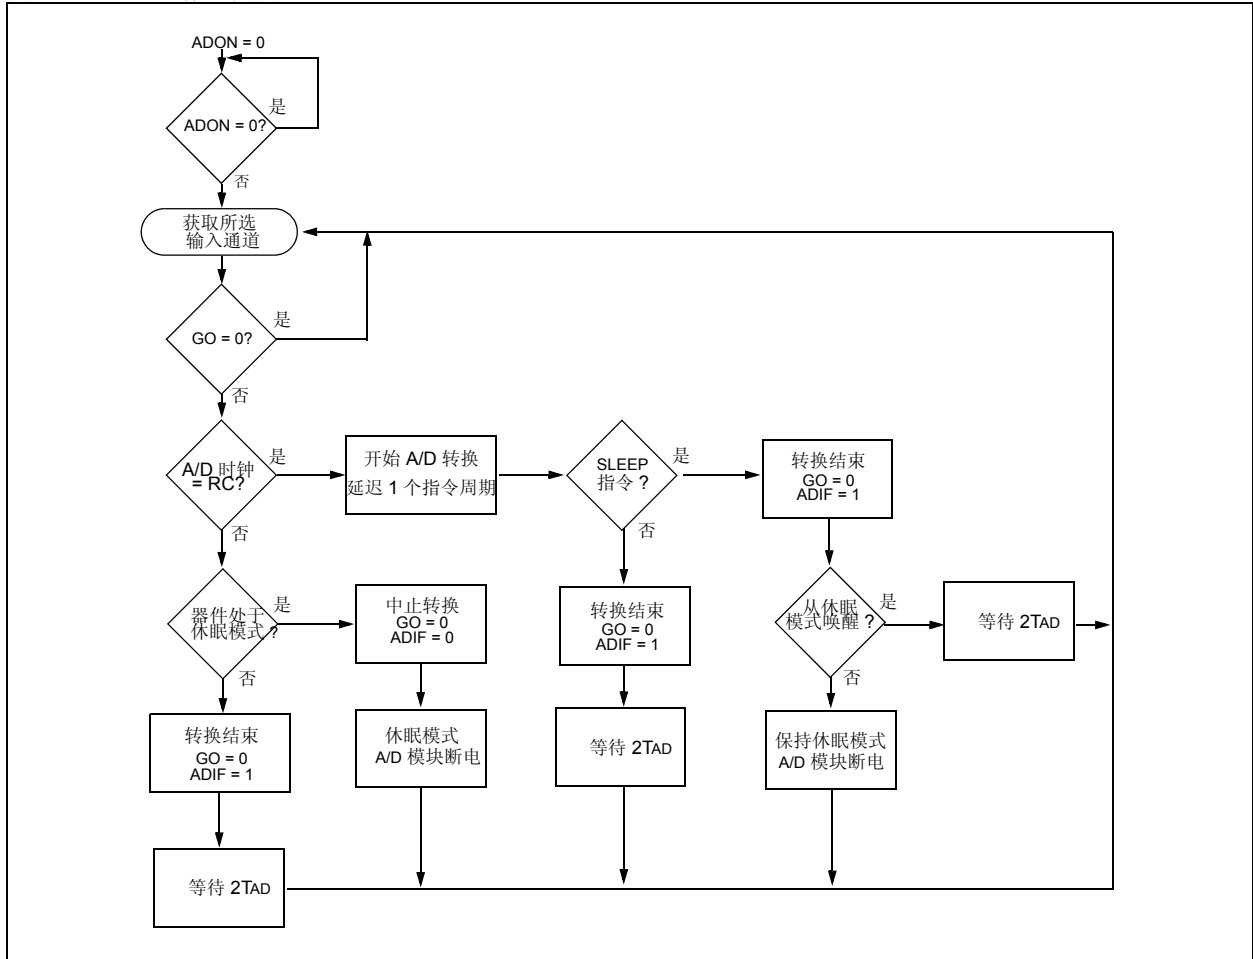 ADON = 0
是
ADON = 0?
否
获取所选
输入通道
是
GO = 0?
否
A/D 时钟
= RC?
是
开始 A/D 转换
延迟 1 个指令周期
SLEEP
指令 ?
是
转换结束
GO = 0
ADIF = 1
否
否
器件处于
休眠模式 ?
是
中止转换
GO = 0
ADIF = 0
转换结束
GO = 0
ADIF = 1
从休眠
模式唤醒 ?
是
等待 2TAD
否
否
转换结束
GO = 0
ADIF = 1
休眠模式
A/D 模块断电
等待 2TAD
保持休眠模式
A/D 模块断电
等待 2TAD